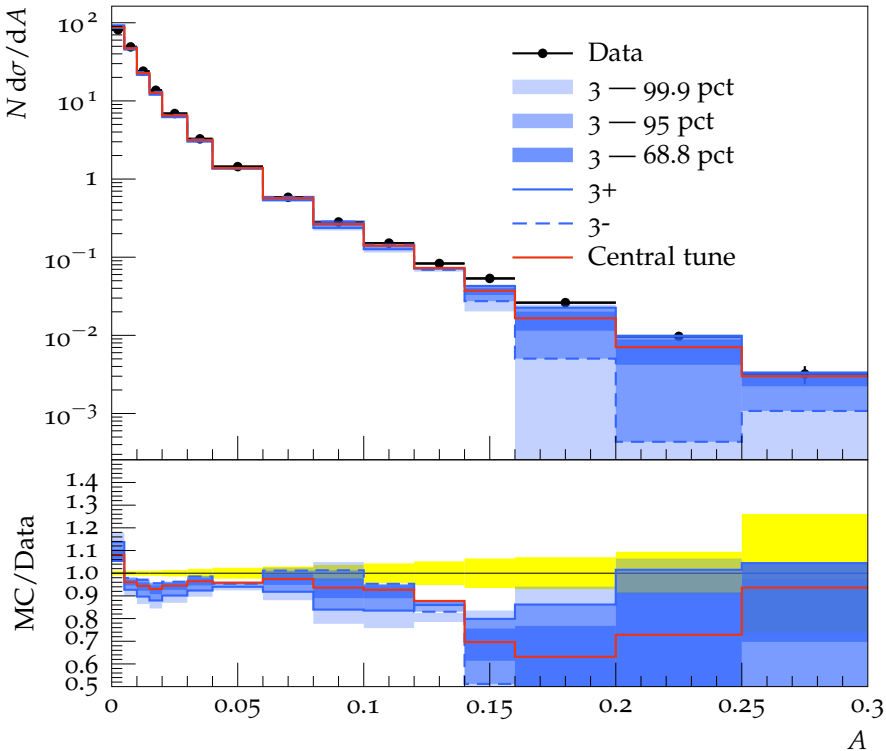 N dσ/dA
10²
10¹
1
10⁻¹
10⁻²
10⁻³
Data
3 — 99.9 pct
3 — 95 pct
3 — 68.8 pct
3+
3-
Central tune
MC/Data
1.4
1.3
1.2
1.1
1.0
0.9
0.8
0.7
0.6
0.5
0 0.05 0.1 0.15 0.2 0.25 0.3
A